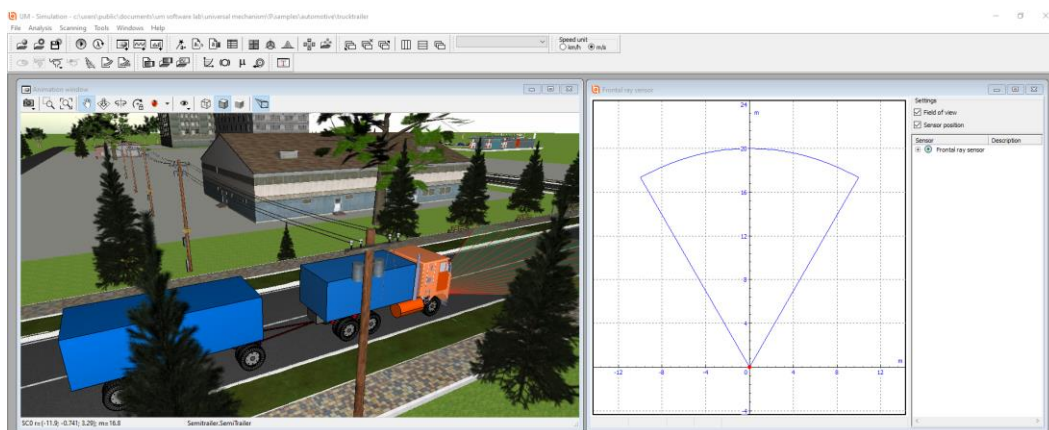 UM - Simulation - c:\users\public\documents\um software lab\universal mechanism\9\samples\automotive\trucktrailer
File Analysis Scanning Tools Windows Help
Speed unit
km/h m/s
Animation window
Frontal ray sensor
Settings
Field of view
Sensor position
Sensor Description
Frontal ray sensor
24
m
20
16
12
8
4
m
-12 -8 -4 0 4 8 12
-4
SC0 r=(-11.9; -0.741; 3.29); m=16.8 Semitrailer.SemiTrailer